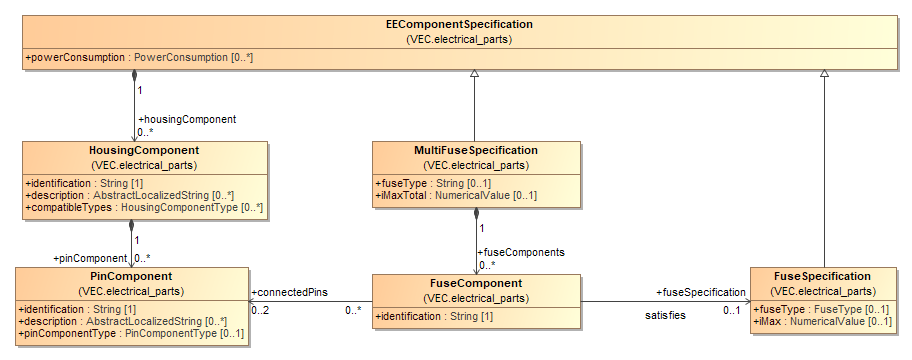 EEComponentSpecification
(VEC.electrical_parts)
+powerConsumption : PowerConsumption [0..*]
1
+housingComponent
0..*
HousingComponent
(VEC.electrical_parts)
+identification : String [1]
+description : AbstractLocalizedString [0..*]
+compatibleTypes : HousingComponentType [0..*]
MultiFuseSpecification
(VEC.electrical_parts)
+fuseType : String [0..1]
+iMaxTotal : NumericalValue [0..1]
1
+pinComponent 0..*
1
+fuseComponents
0..*
PinComponent
(VEC.electrical_parts)
+identification : String [1]
+description : AbstractLocalizedString [0..*]
+pinComponentType : PinComponentType [0..1]
+connectedPins
0..2 0..*
FuseComponent
(VEC.electrical_parts)
+identification : String [1]
+fuseSpecification
satisfies 0..1
FuseSpecification
(VEC.electrical_parts)
+fuseType : FuseType [0..1]
+iMax : NumericalValue [0..1]